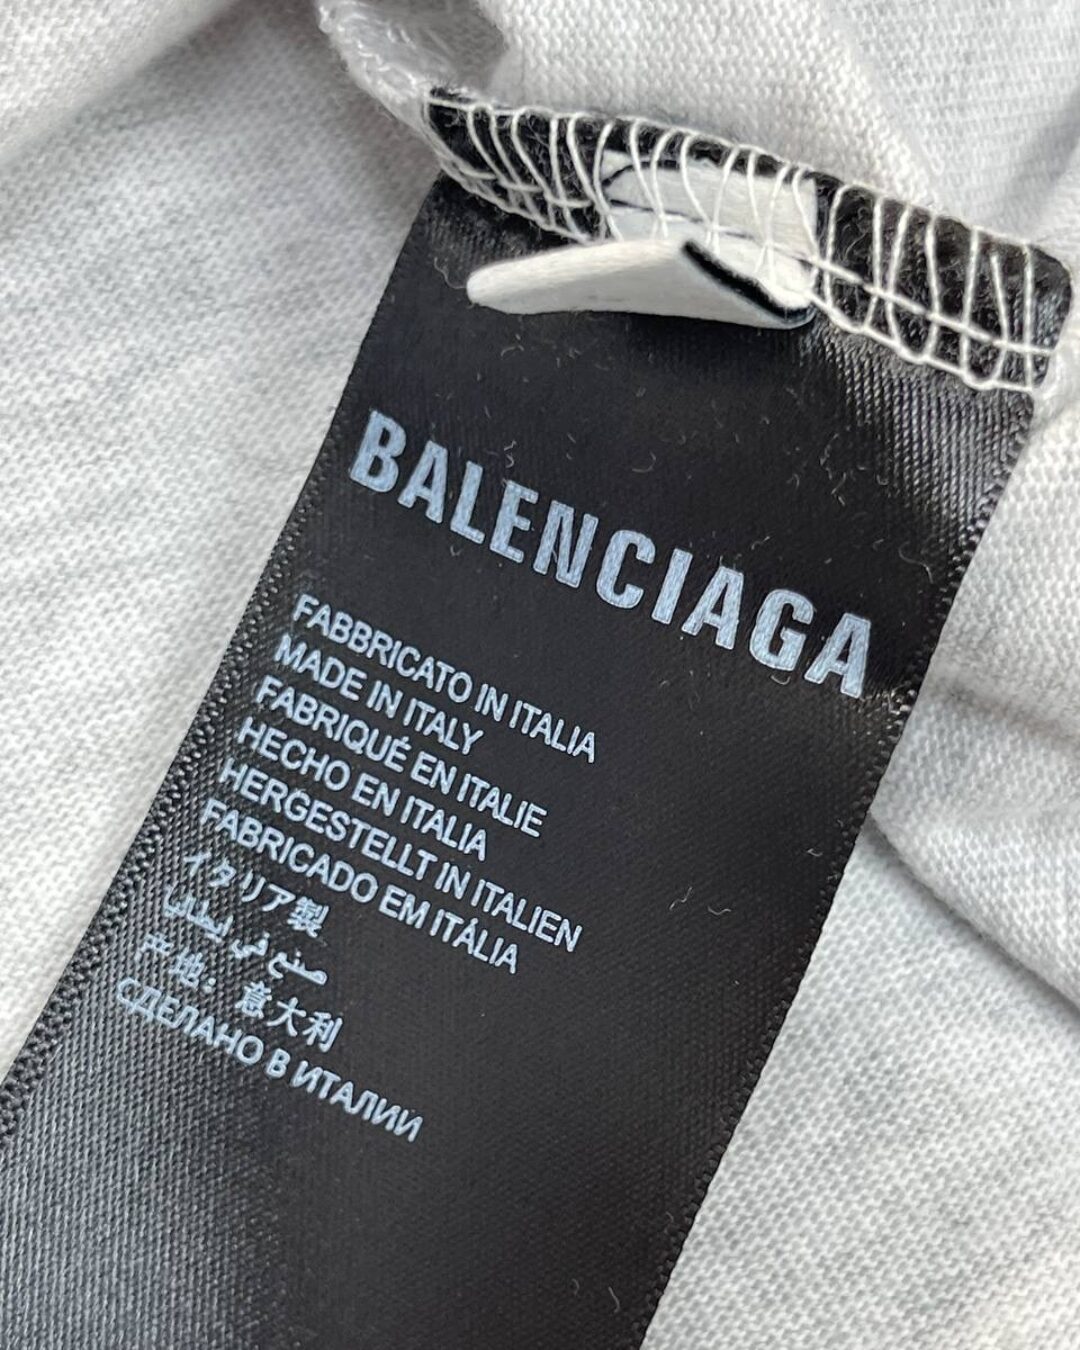 BALENCIAGA
FABBRICATO IN ITALIA
MADE IN ITALY
FABRIQUÉ EN ITALIE
HECHO EN ITALIA
HERGESTELLT IN ITALIEN
FABRICADO EM ITÁLIA
イタリア製
صنع في إيطاليا
产地：意大利
СДЕЛАНО В ИТАЛИИ